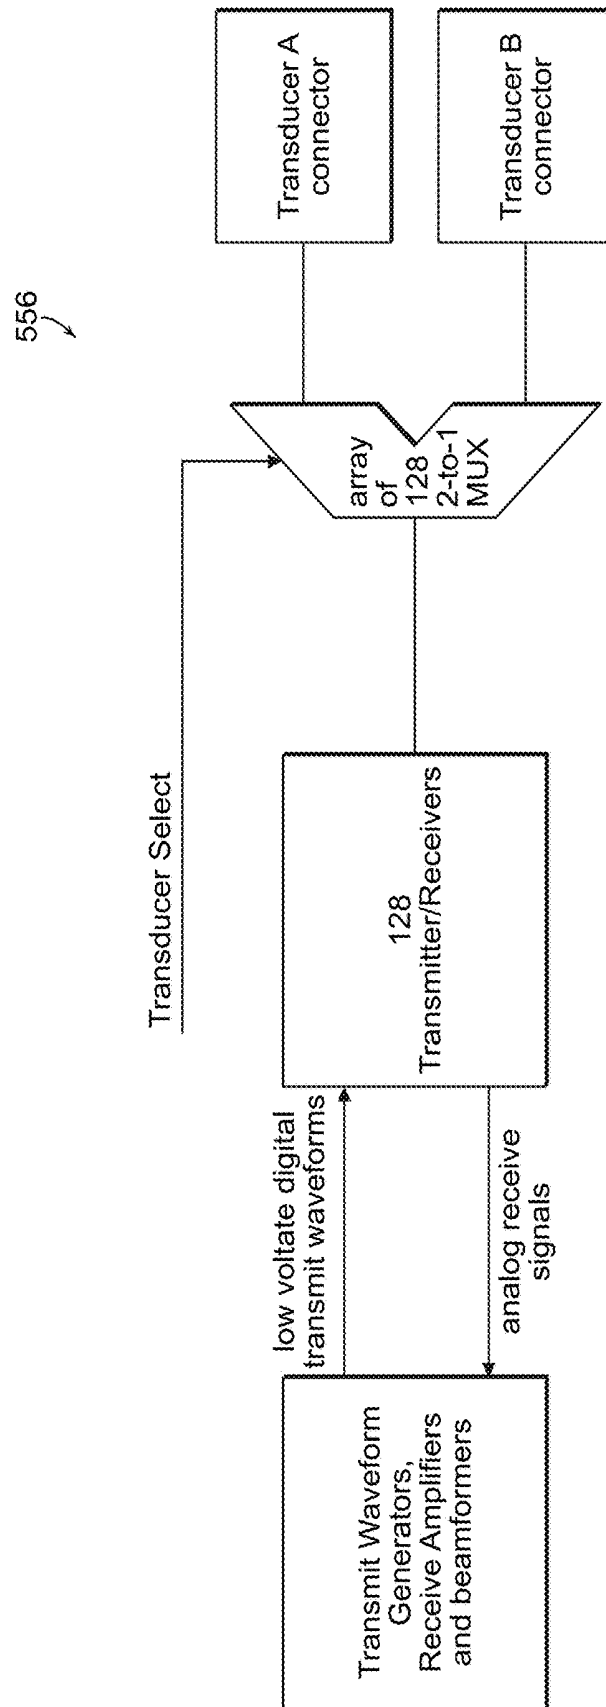 556
Transducer Select
Transmit Waveform
Generators,
Receive Amplifiers
and beamformers
low voltate digital
transmit waveforms
analog receive
signals
128
Transmitter/Receivers
array
of
128
2-to-1
MUX
Transducer A
connector
Transducer B
connector